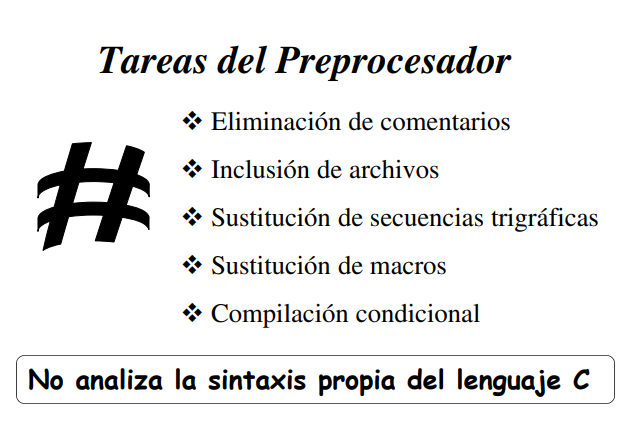 Tareas del Preprocesador
#
❖ Eliminación de comentarios
❖ Inclusión de archivos
❖ Sustitución de secuencias trigráficas
❖ Sustitución de macros
❖ Compilación condicional
No analiza la sintaxis propia del lenguaje C